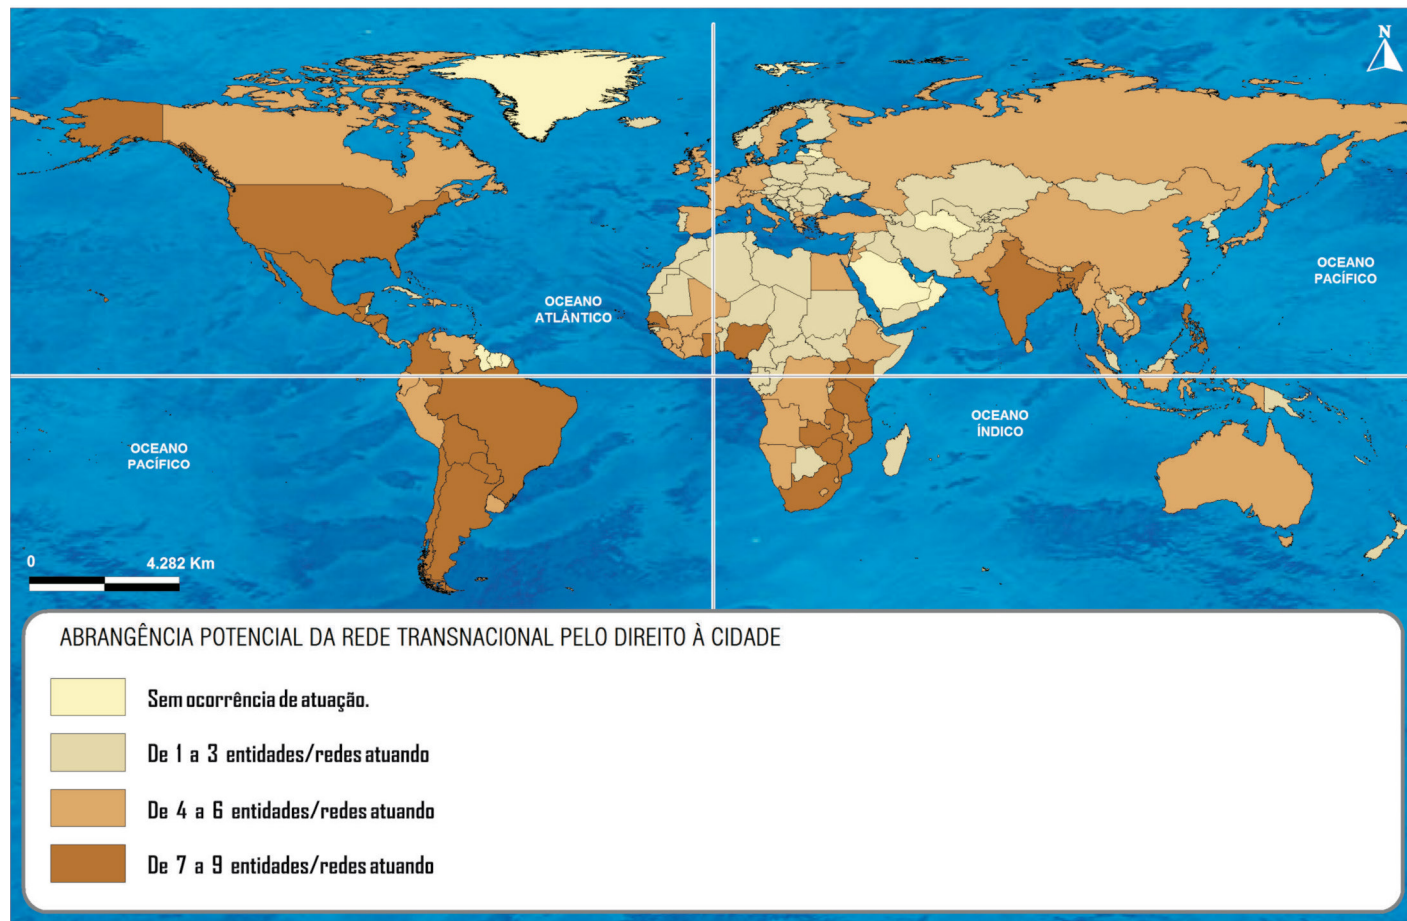 N
OCEANO
PACÍFICO
OCEANO
ATLÂNTICO
OCEANO
ÍNDICO
OCEANO
PACÍFICO
0 4.282 Km
ABRANGÊNCIA POTENCIAL DA REDE TRANSNACIONAL PELO DIREITO À CIDADE
Sem ocorrência de atuação.
De 1 a 3 entidades/redes atuando
De 4 a 6 entidades/redes atuando
De 7 a 9 entidades/redes atuando